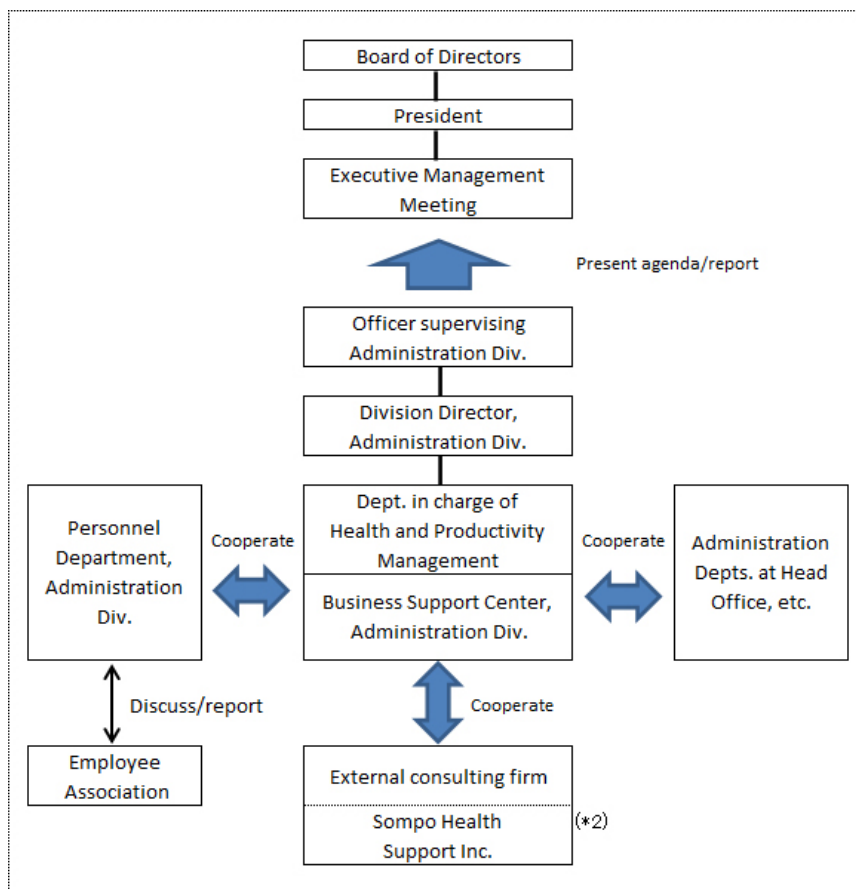 Board of Directors
President
Executive Management
Meeting
Present agenda/report
Officer supervising
Administration Div.
Division Director,
Administration Div.
Personnel
Department,
Administration
Div.
Cooperate
Dept. in charge of
Health and Productivity
Management
Business Support Center,
Administration Div.
Cooperate
Administration
Depts. at Head
Office, etc.
Discuss/report
Cooperate
Employee
Association
External consulting firm
Sompo Health
Support Inc.
(*2)